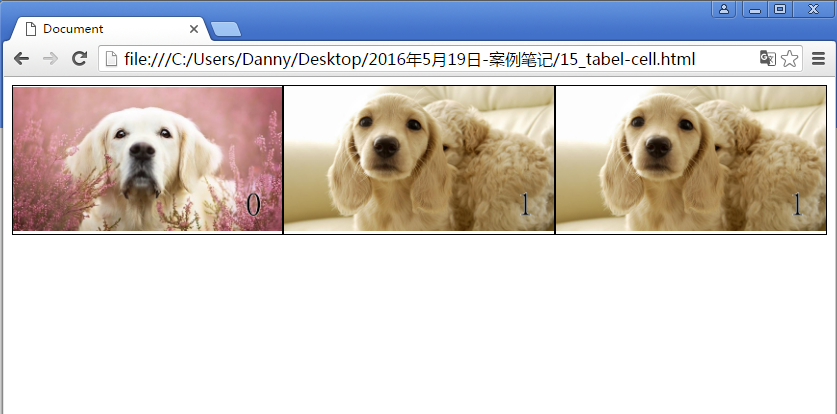 Document
file:///C:/Users/Danny/Desktop/2016年5月19日-案例笔记/15_tabel-cell.html
0
1
1